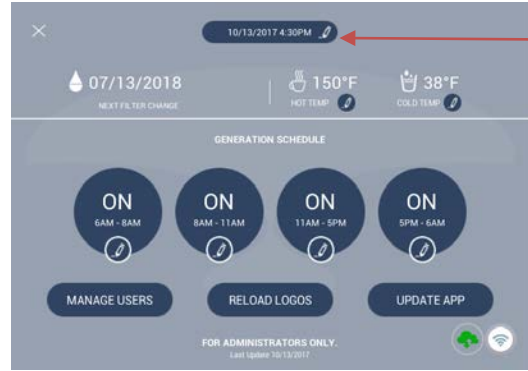 10/13/2017 4:30PM
07/13/2018
NEXT FILTER CHANGE
150°F
HOT TEMP
38°F
COLD TEMP
GENERATION SCHEDULE
ON
6AM - 8AM
ON
8AM - 11AM
ON
11AM - 5PM
ON
5PM - 6AM
MANAGE USERS
RELOAD LOGOS
UPDATE APP
FOR ADMINISTRATORS ONLY.
Last Update 10/13/2017